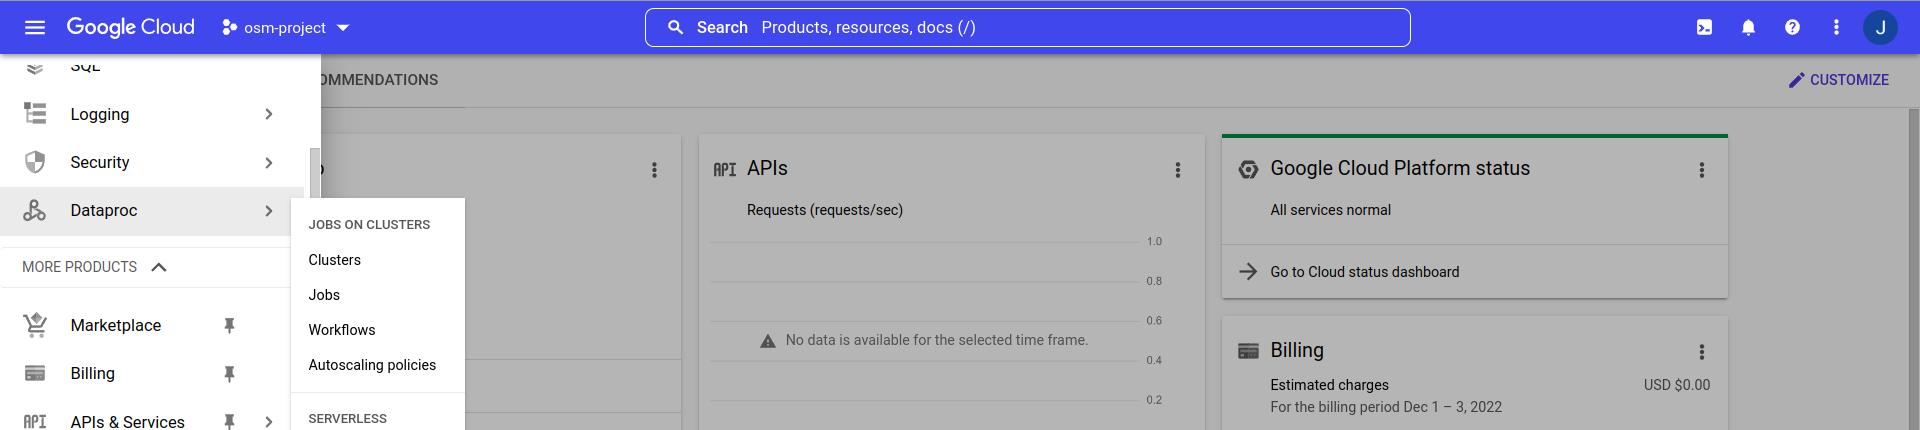 Google Cloud osm-project Search Products, resources, docs (/) J
SQL
OMMENDATIONS CUSTOMIZE
Logging
Security
Dataproc
MORE PRODUCTS
Marketplace
Billing
API APIs & Services
JOBS ON CLUSTERS
Clusters
Jobs
Workflows
Autoscaling policies
SERVERLESS
API APIs
Requests (requests/sec)
1.0
0.8
0.6
No data is available for the selected time frame.
0.4
0.2
Google Cloud Platform status
All services normal
Go to Cloud status dashboard
Billing
Estimated charges USD $0.00
For the billing period Dec 1 – 3, 2022